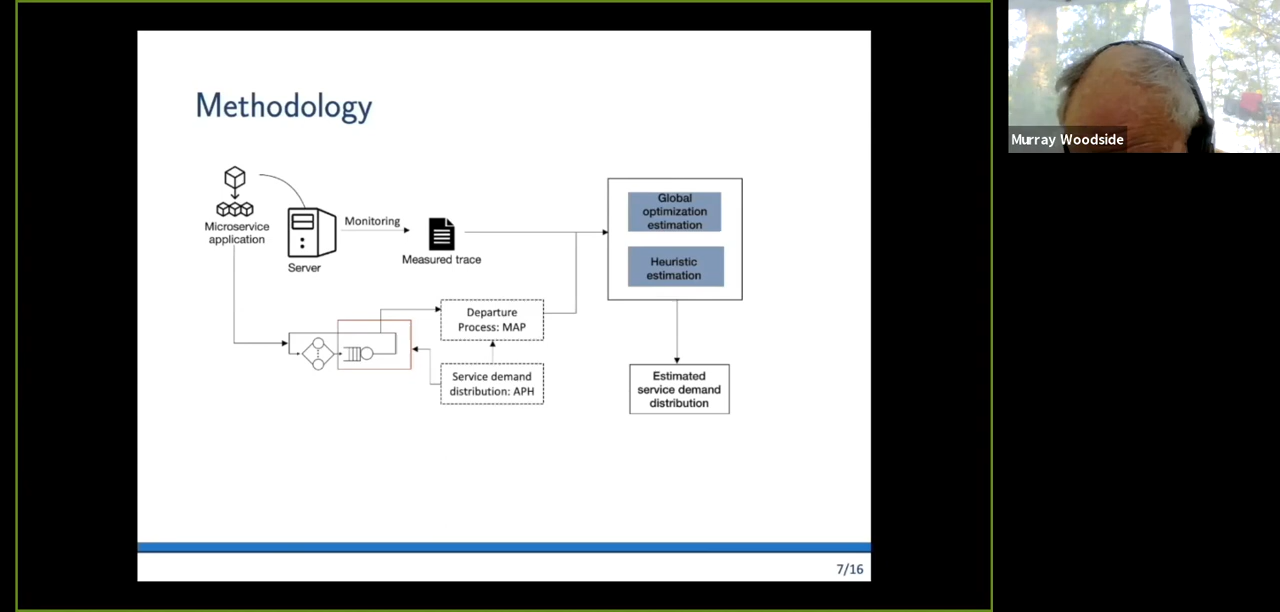 Methodology
Microservice
application
Server
Monitoring
Measured trace
Global
optimization
estimation
Heuristic
estimation
Departure
Process: MAP
Service demand
distribution: APH
Estimated
service demand
distribution
7/16
Murray Woodside